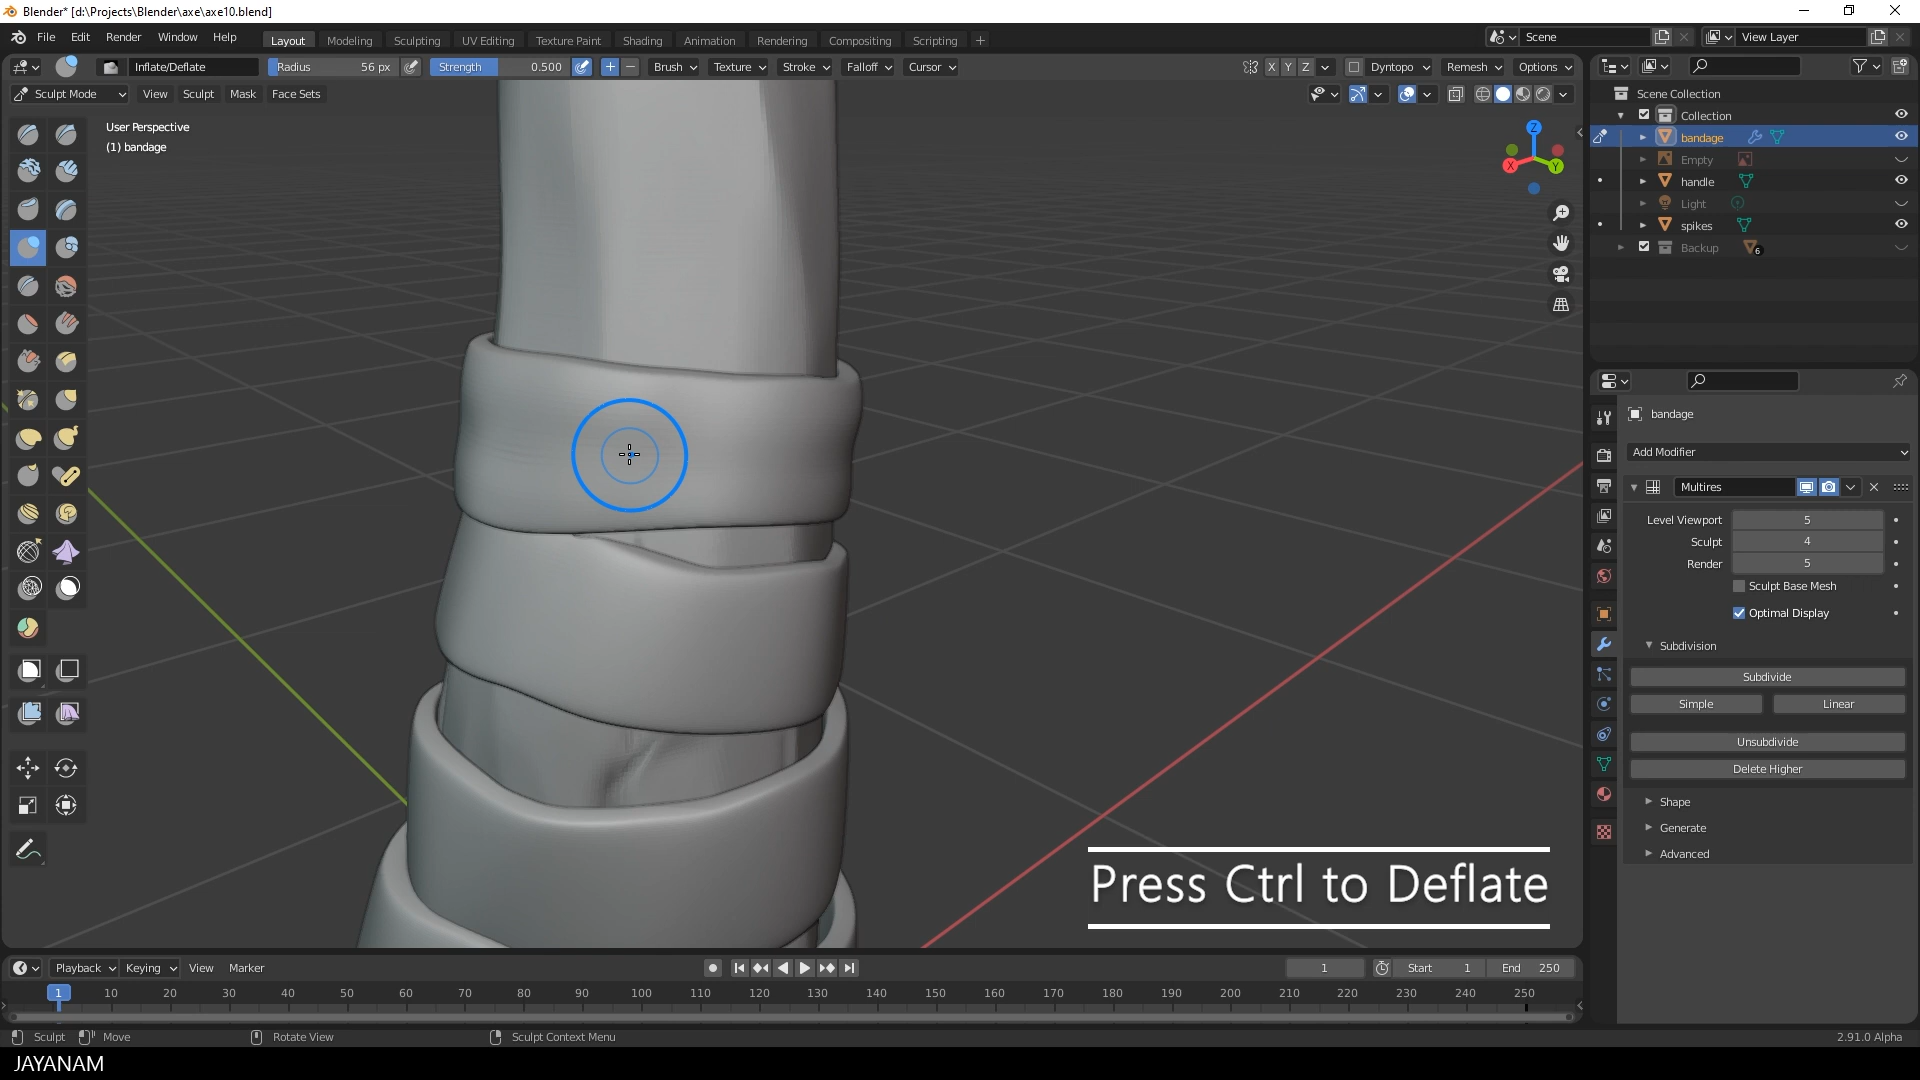 Blender* [d:\Projects\Blender\axe\axe10.blend]
File Edit Render Window Help
Layout Modeling Sculpting UV Editing Texture Paint Shading Animation Rendering Compositing Scripting +
Scene
View Layer
Inflate/Deflate
Radius 56 px
Strength 0.500
+ −
Brush Texture Stroke Falloff Cursor
X Y Z
Dyntopo Remesh Options
Sculpt Mode View Sculpt Mask Face Sets
User Perspective
(1) bandage
Z
X
Y
Scene Collection
Collection
bandage
Empty
handle
Light
spikes
Backup 6
bandage
Add Modifier
Multires
Level Viewport 5
Sculpt 4
Render 5
Sculpt Base Mesh
Optimal Display
Subdivision
Subdivide
Simple Linear
Unsubdivide
Delete Higher
Shape
Generate
Advanced
Press Ctrl to Deflate
Playback Keying View Marker
1
Start 1
End 250
1 10 20 30 40 50 60 70 80 90 100 110 120 130 140 150 160 170 180 190 200 210 220 230 240 250
Sculpt Move Rotate View Sculpt Context Menu
2.91.0 Alpha
JAYANAM